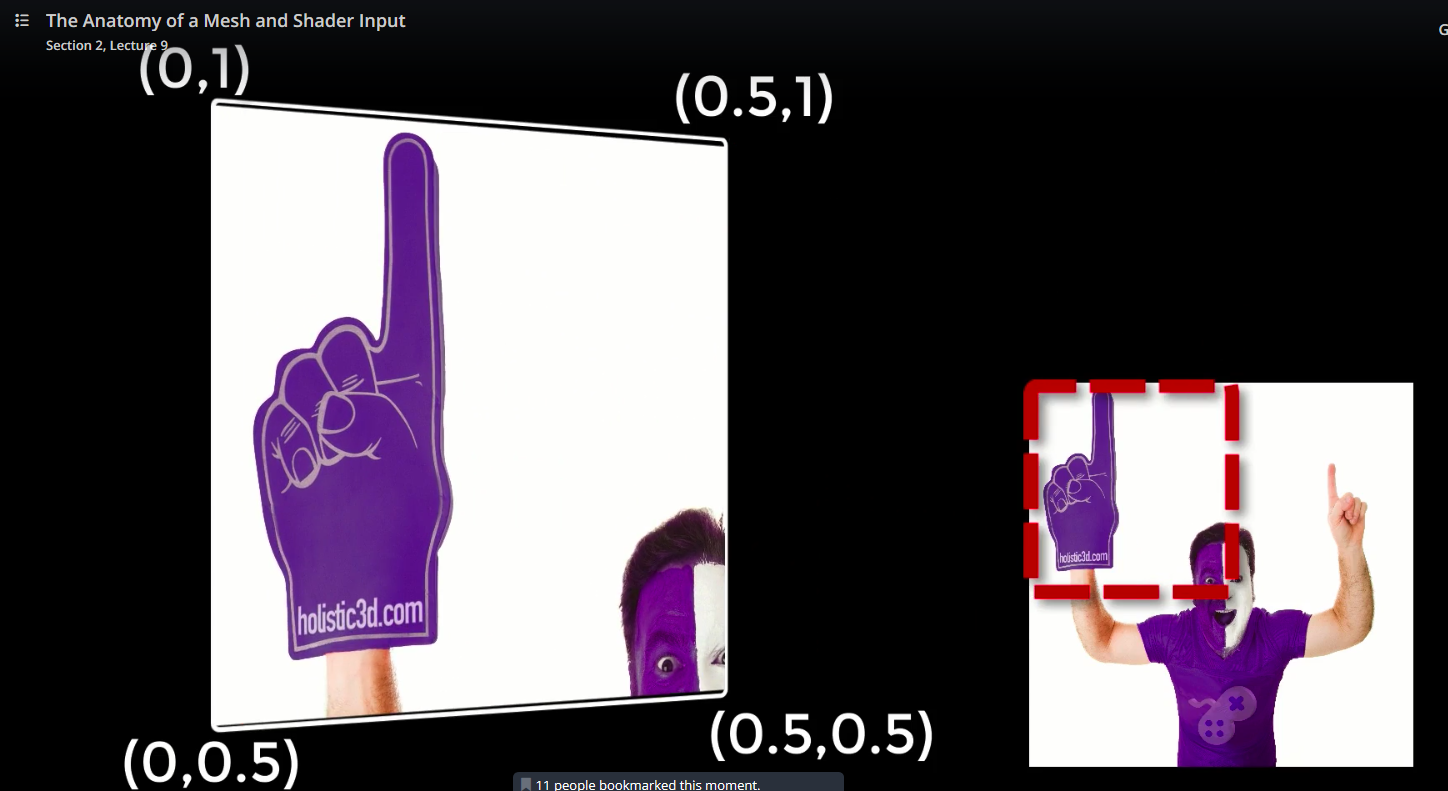 The Anatomy of a Mesh and Shader Input
G
Section 2, Lecture 9
(0,1)
(0.5,1)
holistic3d.com
holistic3d.com
(0,0.5)
(0.5,0.5)
11 people bookmarked this moment.